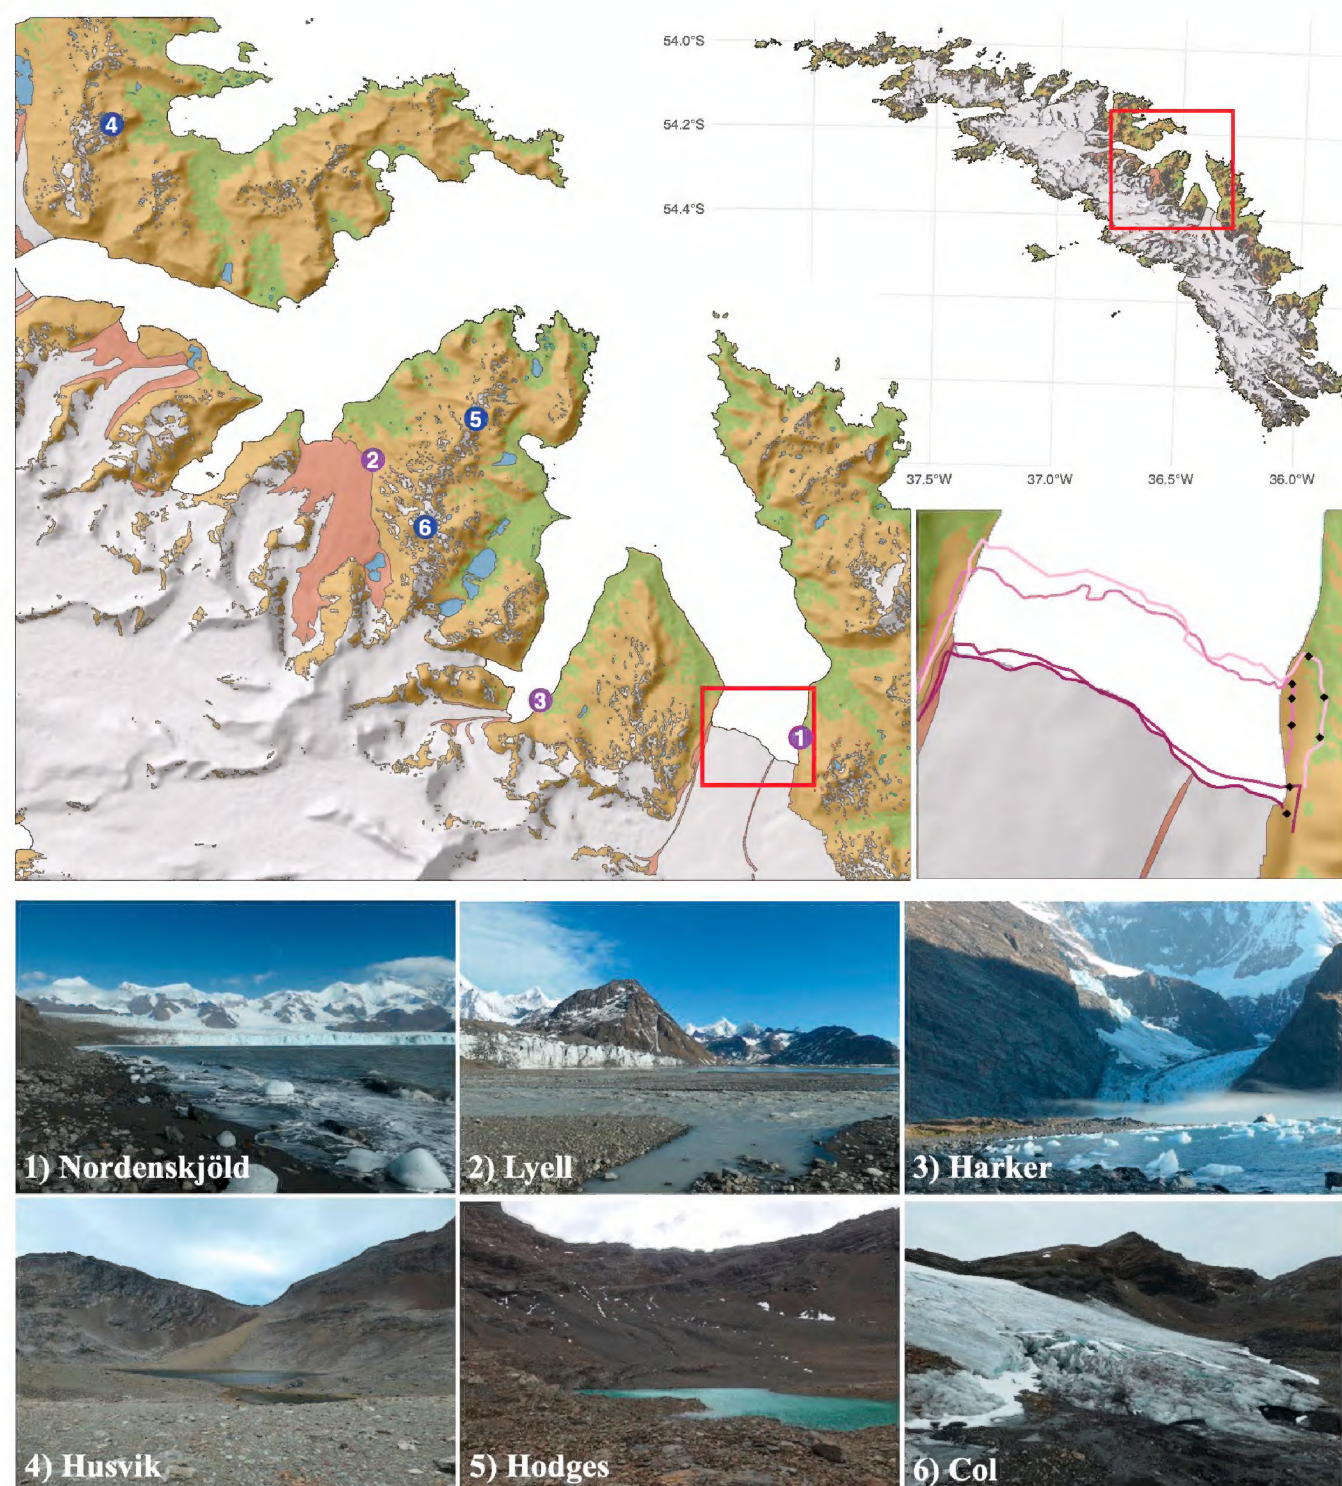 54.0°S
54.2°S
54.4°S
37.5°W
37.0°W
36.5°W
36.0°W
4
5
2
6
3
1
1) Nordenskjöld
2) Lyell
3) Harker
4) Husvik
5) Hodges
6) Col